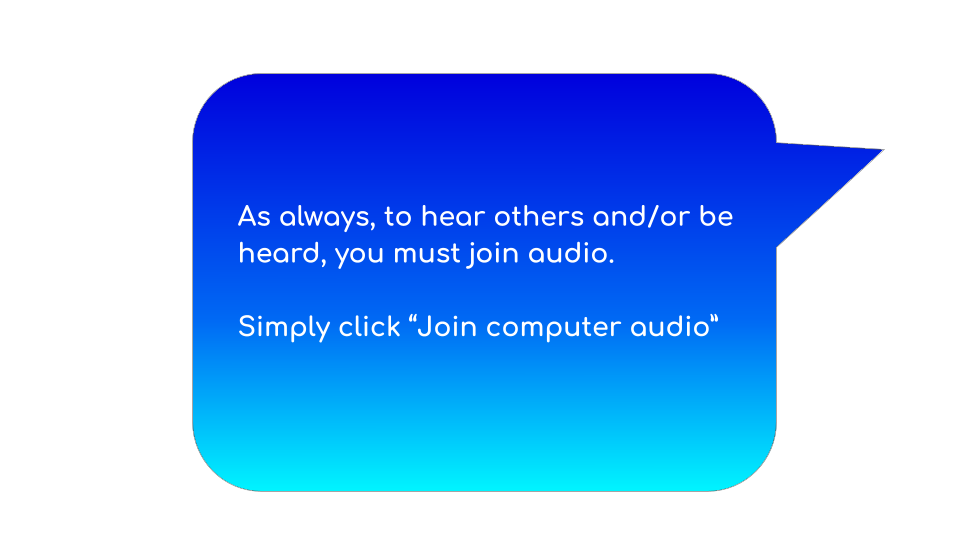 As always, to hear others and/or be
heard, you must join audio.
Simply click “Join computer audio”